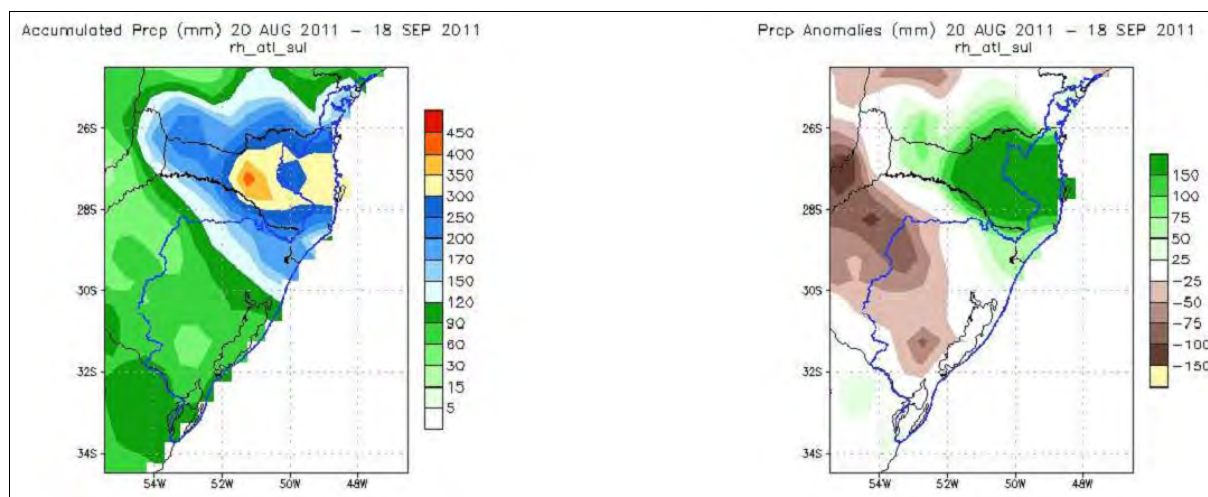 Accumulated Prcp (mm) 20 AUG 2011 – 18 SEP 2011
rh_atl_sul
26S
28S
30S
32S
34S
54W
52W
50W
48W
450
400
350
300
250
200
170
150
120
90
60
30
15
5
Prcp Anomalies (mm) 20 AUG 2011 – 18 SEP 2011
rh_atl_sul
26S
28S
30S
32S
34S
54W
52W
50W
48W
150
100
75
50
25
−25
−50
−75
−100
−150